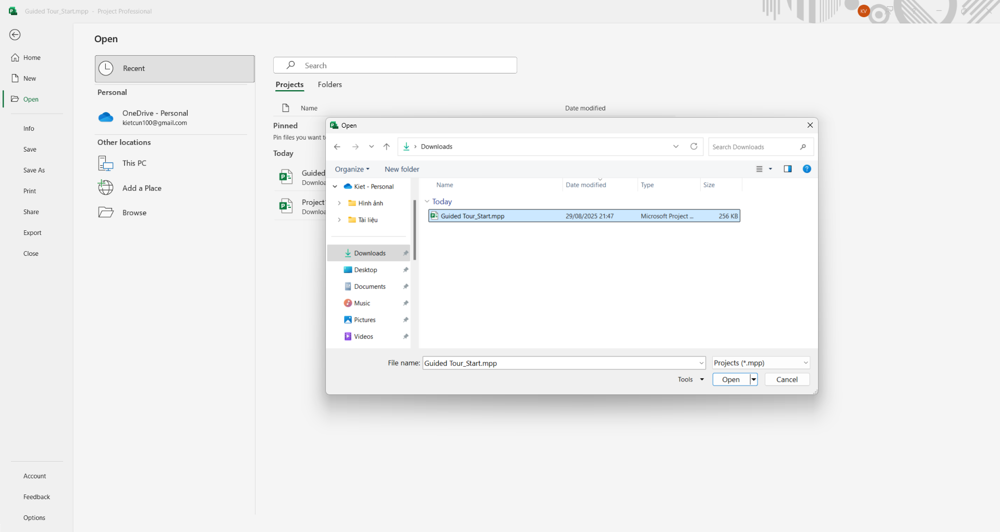 Guided Tour_Start.mpp - Project Professional
KV
Open
Home
New
Open
Info
Save
Save As
Print
Share
Export
Close
Account
Feedback
Options
Recent
Personal
OneDrive - Personal
kietcun100@gmail.com
Other locations
This PC
Add a Place
Browse
Search
Projects Folders
Name Date modified
Pinned
Pin files you want
Today
Guided
Project
Open
Downloads
Search Downloads
Organize New folder
Kiet - Personal
Hình ảnh
Tài liệu
Downloads
Desktop
Documents
Music
Pictures
Videos
Name Date modified Type Size
Today
Guided Tour_Start.mpp 29/08/2025 21:47 Microsoft Project ... 256 KB
File name: Guided Tour_Start.mpp Projects (*.mpp)
Tools Open Cancel